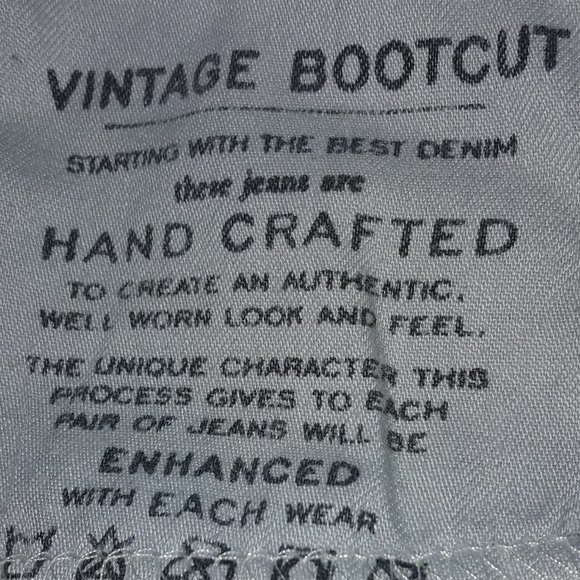 VINTAGE BOOTCUT
STARTING WITH THE BEST DENIM
these jeans are
HAND CRAFTED
TO CREATE AN AUTHENTIC,
WELL WORN LOOK AND FEEL.
THE UNIQUE CHARACTER THIS
PROCESS GIVES TO EACH
PAIR OF JEANS WILL BE
ENHANCED
WITH EACH WEAR